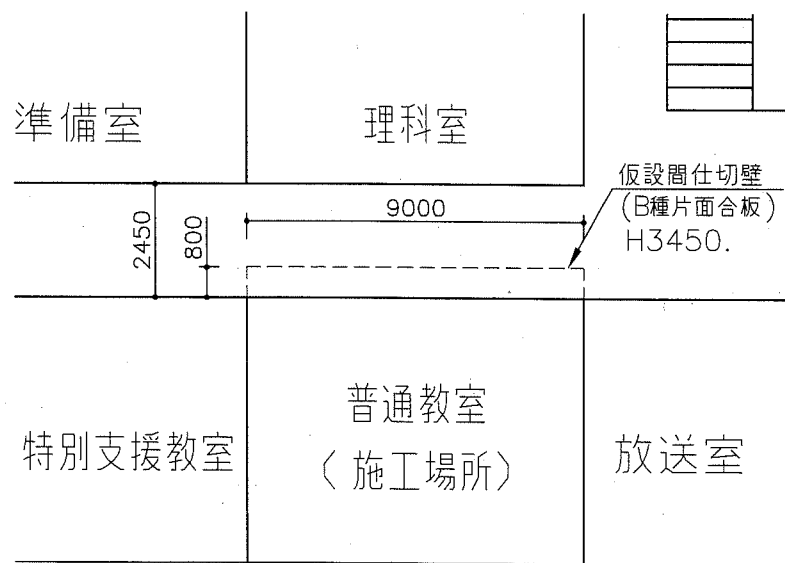 準備室
理科室
仮設間仕切壁
(B種片面合板)
H3450.
9000
2450
800
普通教室
(施工場所)
特別支援教室
放送室